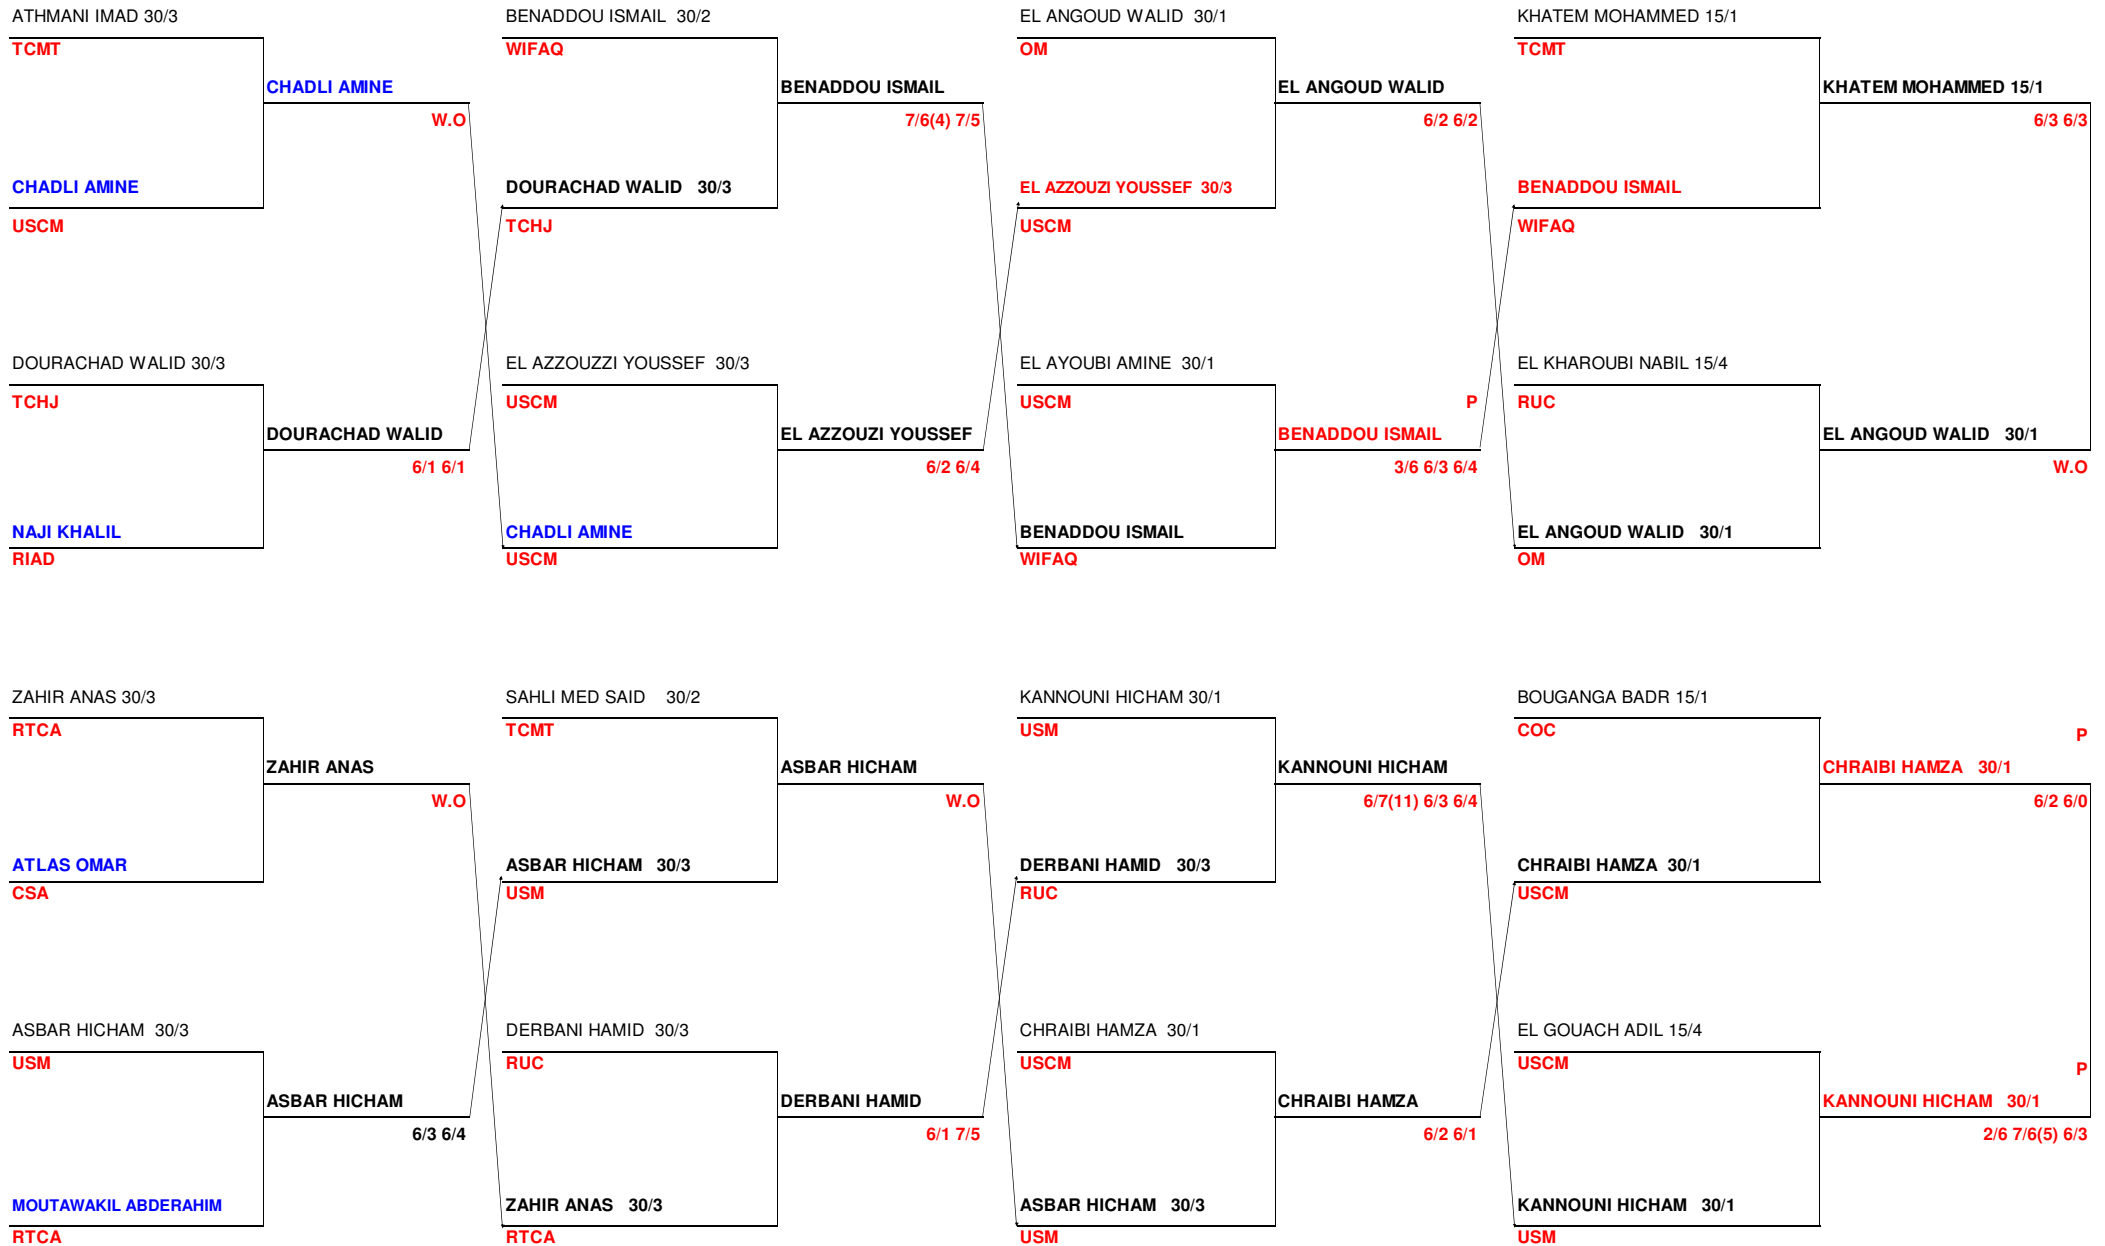 ATHMANI IMAD 30/3
TCMT
CHADLI AMINE
W.O
CHADLI AMINE
USCM
DOURACHAD WALID 30/3
TCHJ
DOURACHAD WALID
6/1 6/1
NAJI KHALIL
RIAD
BENADDOU ISMAIL 30/2
WIFAQ
BENADDOU ISMAIL
7/6(4) 7/5
DOURACHAD WALID 30/3
TCHJ
EL AZZOUZZI YOUSSEF 30/3
USCM
EL AZZOUZI YOUSSEF
6/2 6/4
CHADLI AMINE
USCM
EL ANGOUD WALID 30/1
OM
EL ANGOUD WALID
6/2 6/2
EL AZZOUZI YOUSSEF 30/3
USCM
EL AYOUBI AMINE 30/1
USCM
P
BENADDOU ISMAIL
3/6 6/3 6/4
BENADDOU ISMAIL
WIFAQ
KHATEM MOHAMMED 15/1
TCMT
KHATEM MOHAMMED 15/1
6/3 6/3
BENADDOU ISMAIL
WIFAQ
EL KHAROUBI NABIL 15/4
RUC
EL ANGOUD WALID 30/1
W.O
EL ANGOUD WALID 30/1
OM
ZAHIR ANAS 30/3
RTCA
ZAHIR ANAS
W.O
ATLAS OMAR
CSA
ASBAR HICHAM 30/3
USM
ASBAR HICHAM
6/3 6/4
MOUTAWAKIL ABDERAHIM
RTCA
SAHLI MED SAID 30/2
TCMT
ASBAR HICHAM
W.O
ASBAR HICHAM 30/3
USM
DERBANI HAMID 30/3
RUC
DERBANI HAMID
6/1 7/5
ZAHIR ANAS 30/3
RTCA
KANNOUNI HICHAM 30/1
USM
KANNOUNI HICHAM
6/7(11) 6/3 6/4
DERBANI HAMID 30/3
RUC
CHRAIBI HAMZA 30/1
USCM
CHRAIBI HAMZA
6/2 6/1
ASBAR HICHAM 30/3
USM
BOUGANGA BADR 15/1
COC
P
CHRAIBI HAMZA 30/1
6/2 6/0
CHRAIBI HAMZA 30/1
USCM
EL GOUACH ADIL 15/4
USCM
P
KANNOUNI HICHAM 30/1
2/6 7/6(5) 6/3
KANNOUNI HICHAM 30/1
USM